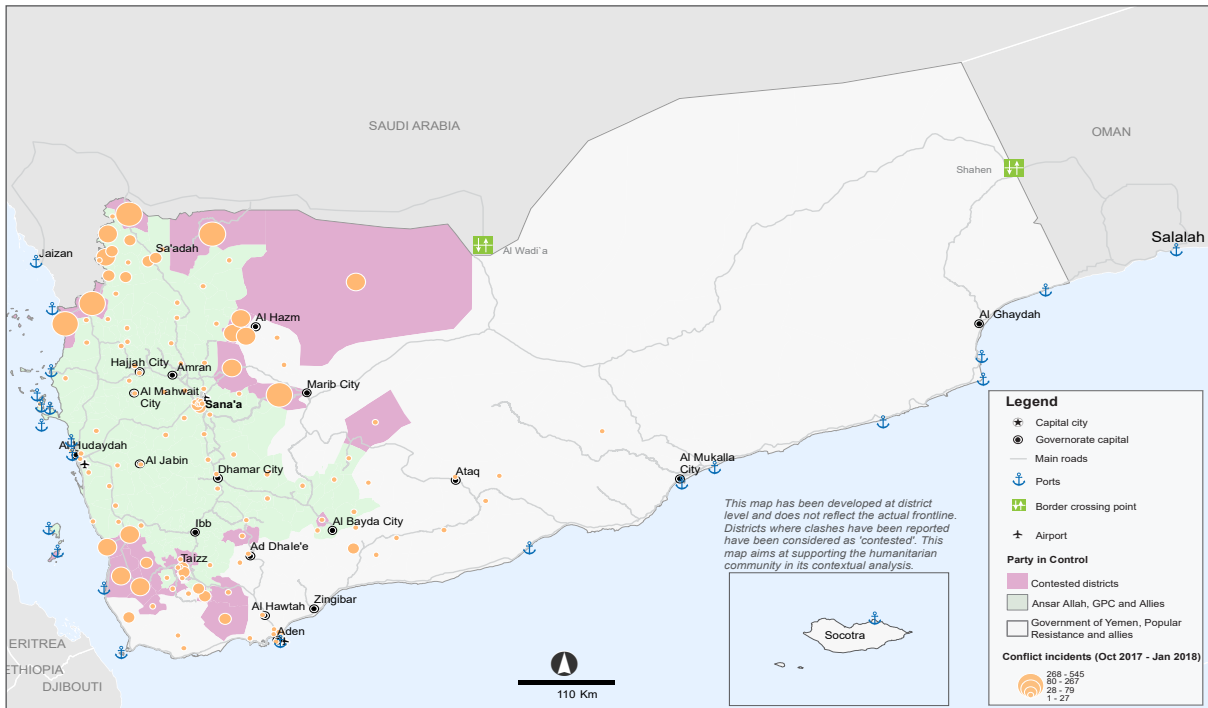 SAUDI ARABIA
OMAN
Shahen
Jaizan
Sa'adah
Al Wadi`a
Salalah
Al Hazm
Al Ghaydah
Hajjah City
Amran
Marib City
Al Mahwait
City
Sana'a
Al Hudaydah
Al Jabin
Dhamar City
Ataq
Al Mukalla
City
Ibb
Al Bayda City
Taizz
Ad Dhale'e
Al Hawtah
Zingibar
Aden
ERITREA
ETHIOPIA
DJIBOUTI
This map has been developed at district
level and does not reflect the actual frontline.
Districts where clashes have been reported
have been considered as 'contested'. This
map aims at supporting the humanitarian
community in its contextual analysis.
Socotra
110 Km
Legend
Capital city
Governorate capital
Main roads
Ports
Border crossing point
Airport
Party in Control
Contested districts
Ansar Allah, GPC and Allies
Government of Yemen, Popular
Resistance and allies
Conflict incidents (Oct 2017 - Jan 2018)
268 - 545
80 - 267
28 - 79
1 - 27